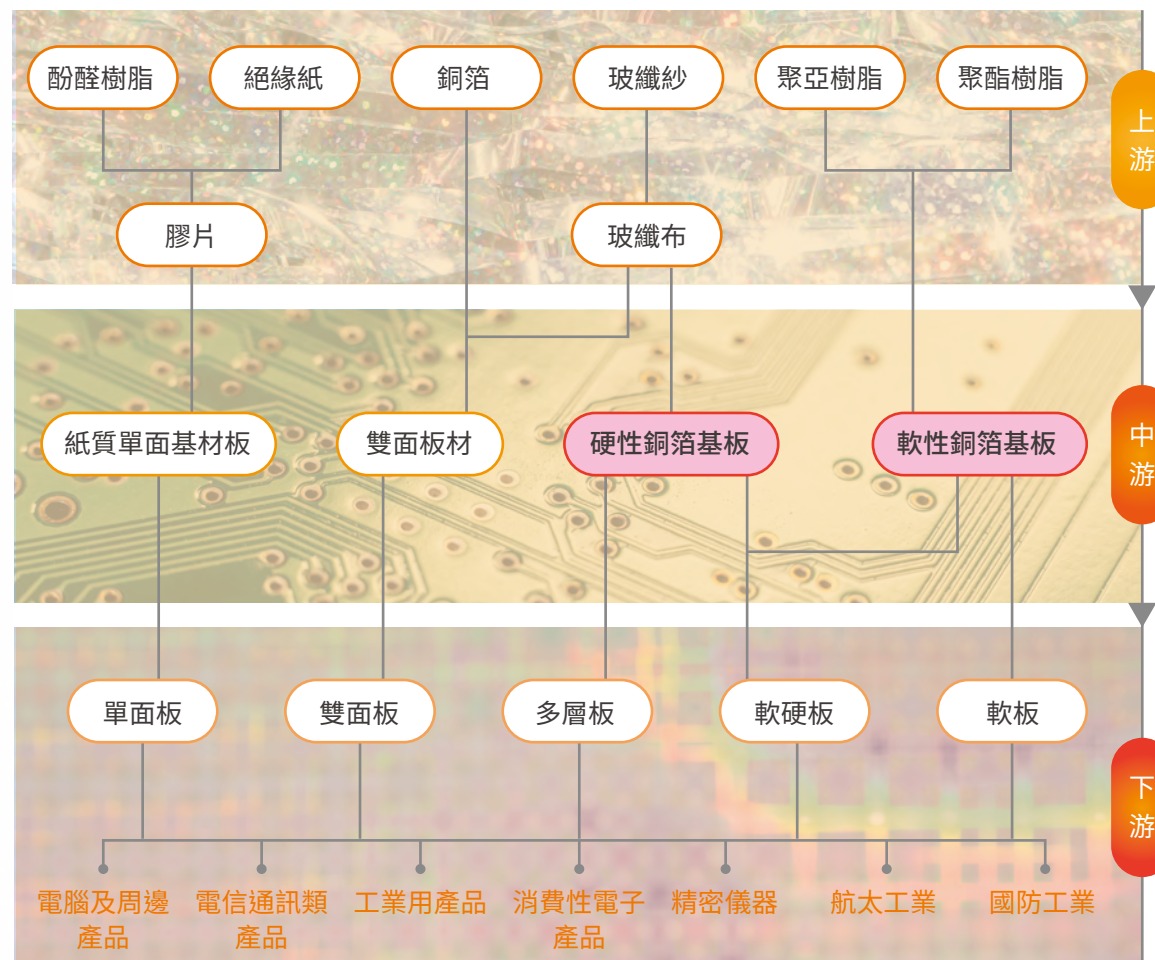 酚醛樹脂
絕緣紙
銅箔
玻纖紗
聚亞樹脂
聚酯樹脂
上
游
膠片
玻纖布
紙質單面基材板
雙面板材
硬性銅箔基板
軟性銅箔基板
中
游
單面板
雙面板
多層板
軟硬板
軟板
下
游
電腦及周邊
產品
電信通訊類
產品
工業用產品
消費性電子
產品
精密儀器
航太工業
國防工業